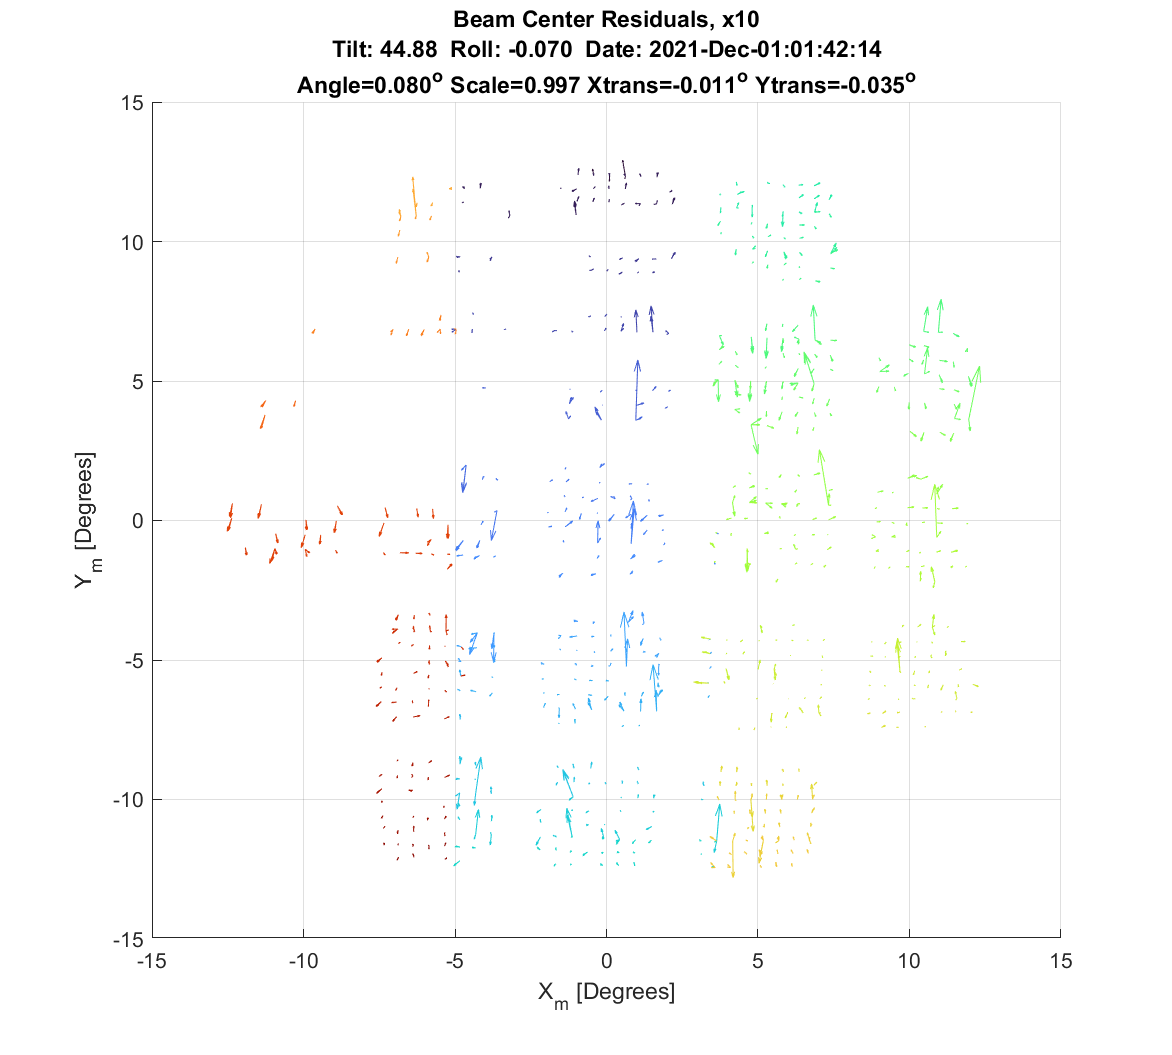 Beam Center Residuals, x10
Tilt: 44.88 Roll: -0.070 Date: 2021-Dec-01:01:42:14
Angle=0.080° Scale=0.997 Xtrans=-0.011° Ytrans=-0.035°
15
10
5
0
-5
-10
-15
Y_m [Degrees]
-15 -10 -5 0 5 10 15
X_m [Degrees]